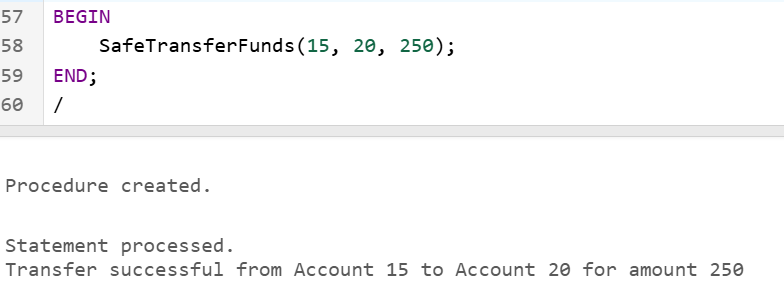 57 BEGIN
58     SafeTransferFunds(15, 20, 250);
59 END;
60 /
Procedure created.
Statement processed.
Transfer successful from Account 15 to Account 20 for amount 250